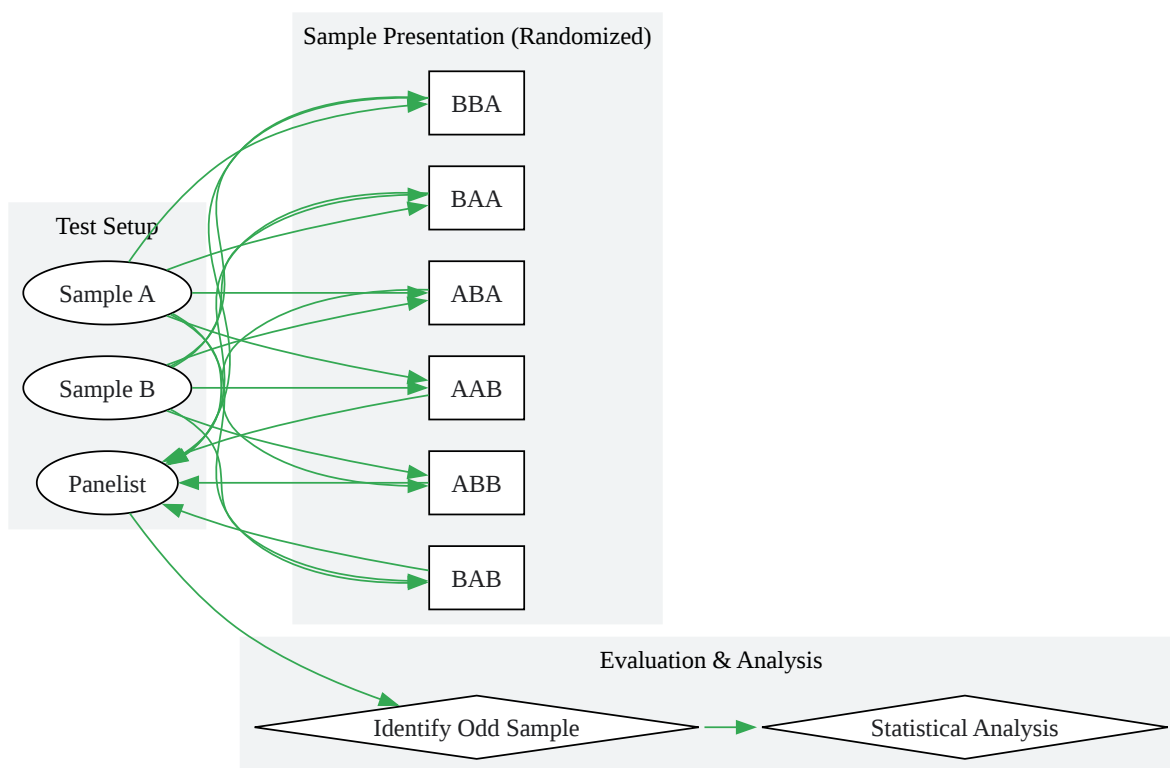 Sample Presentation (Randomized)
BBA
BAA
Test Setup
Sample A
ABA
Sample B
AAB
Panelist
ABB
BAB
Evaluation & Analysis
Identify Odd Sample
Statistical Analysis